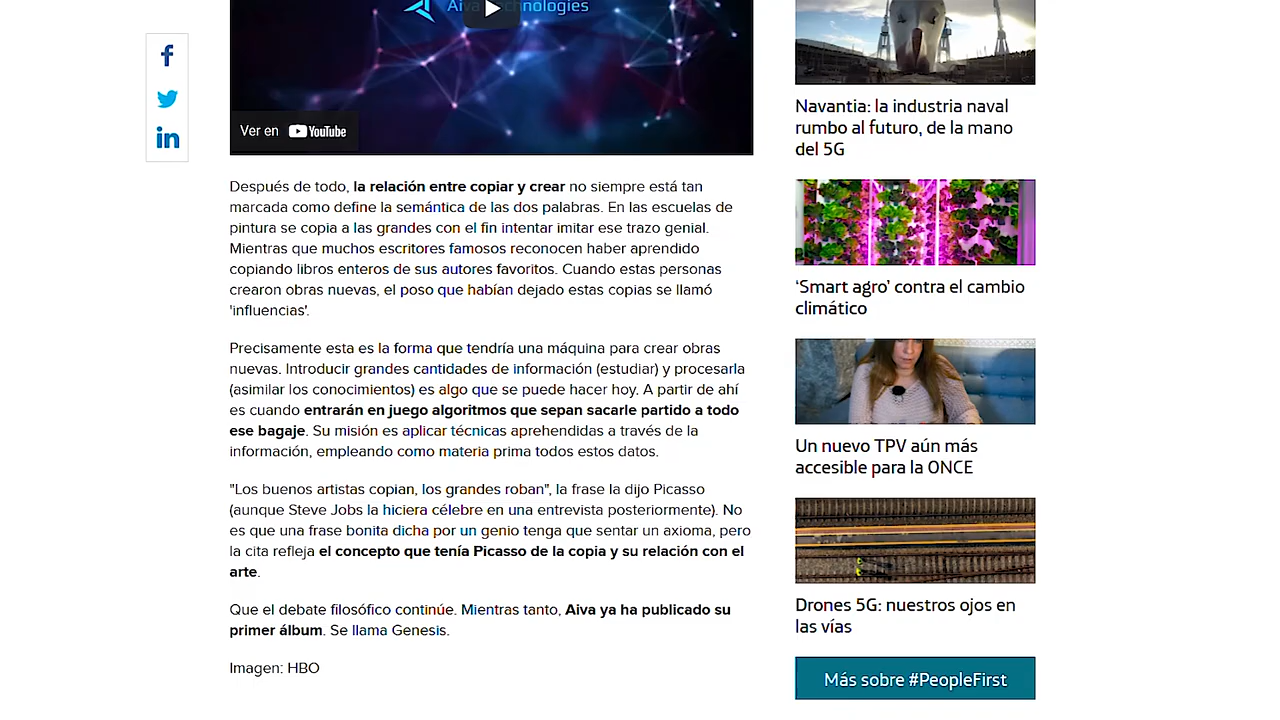 Aiva Technologies
Ver en YouTube
Después de todo, la relación entre copiar y crear no siempre está tan
marcada como define la semántica de las dos palabras. En las escuelas de
pintura se copia a las grandes con el fin intentar imitar ese trazo genial.
Mientras que muchos escritores famosos reconocen haber aprendido
copiando libros enteros de sus autores favoritos. Cuando estas personas
crearon obras nuevas, el poso que habían dejado estas copias se llamó
'influencias'.
Precisamente esta es la forma que tendría una máquina para crear obras
nuevas. Introducir grandes cantidades de información (estudiar) y procesarla
(asimilar los conocimientos) es algo que se puede hacer hoy. A partir de ahí
es cuando entrarán en juego algoritmos que sepan sacarle partido a todo
ese bagaje. Su misión es aplicar técnicas aprehendidas a través de la
información, empleando como materia prima todos estos datos.
"Los buenos artistas copian, los grandes roban", la frase la dijo Picasso
(aunque Steve Jobs la hiciera célebre en una entrevista posteriormente). No
es que una frase bonita dicha por un genio tenga que sentar un axioma, pero
la cita refleja el concepto que tenía Picasso de la copia y su relación con el
arte.
Que el debate filosófico continúe. Mientras tanto, Aiva ya ha publicado su
primer álbum. Se llama Genesis.
Imagen: HBO
Navantia: la industria naval
rumbo al futuro, de la mano
del 5G
‘Smart agro’ contra el cambio
climático
Un nuevo TPV aún más
accesible para la ONCE
Drones 5G: nuestros ojos en
las vías
Más sobre #PeopleFirst